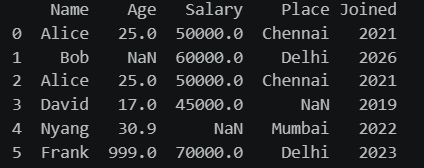 Name    Age   Salary    Place Joined
0  Alice   25.0  50000.0  Chennai   2021
1    Bob    NaN  60000.0    Delhi   2026
2  Alice   25.0  50000.0  Chennai   2021
3  David   17.0  45000.0      NaN   2019
4  Nyang   30.9      NaN   Mumbai   2022
5  Frank  999.0  70000.0    Delhi   2023